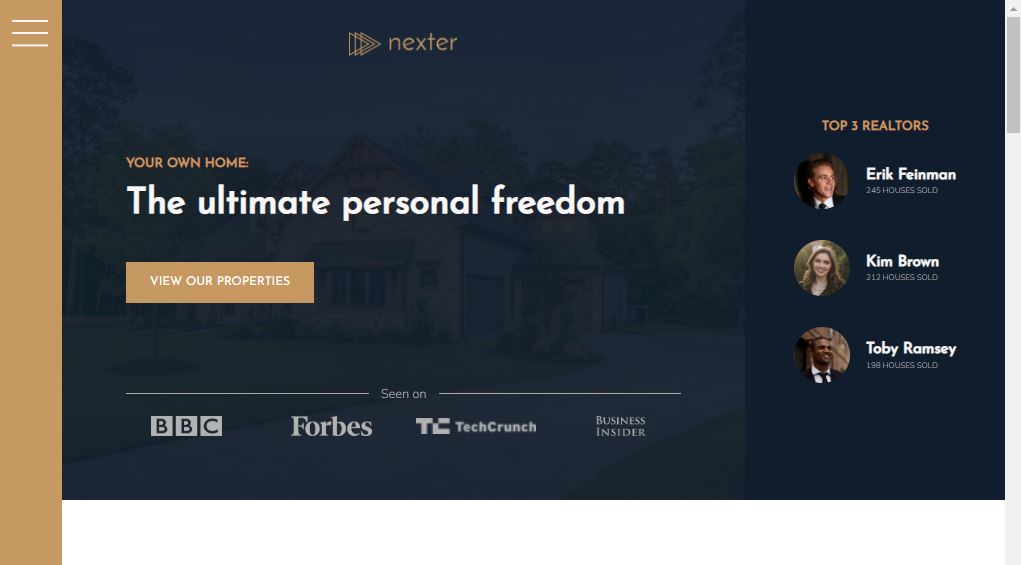 nexter
YOUR OWN HOME:
The ultimate personal freedom
VIEW OUR PROPERTIES
Seen on
BBC
Forbes
TC TechCrunch
BUSINESS
INSIDER
TOP 3 REALTORS
Erik Feinman
245 HOUSES SOLD
Kim Brown
212 HOUSES SOLD
Toby Ramsey
198 HOUSES SOLD